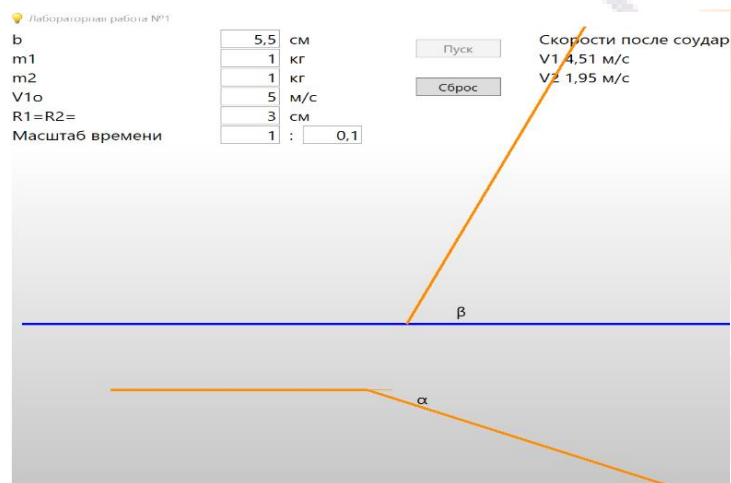 Лабораторная работа №1
b 5,5 см
m1 1 кг
m2 1 кг
V1o 5 м/с
R1=R2= 3 см
Масштаб времени 1 : 0,1
Пуск
Сброс
Скорости после соудар
V1 4,51 м/с
V2 1,95 м/с
β
α